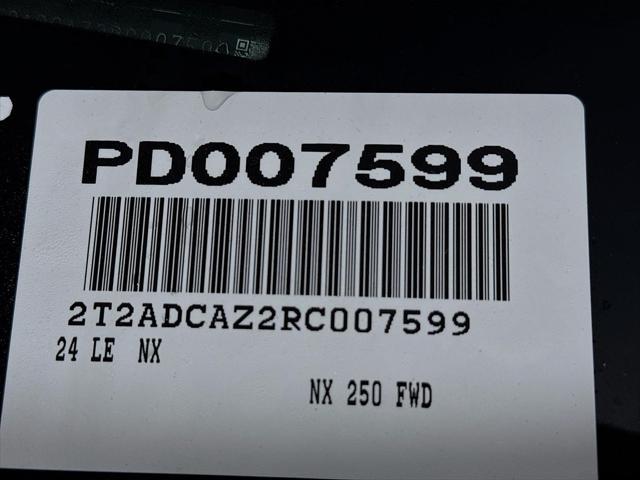 PD007599
2T2ADCAZ2RC007599
24 LE NX
NX 250 FWD